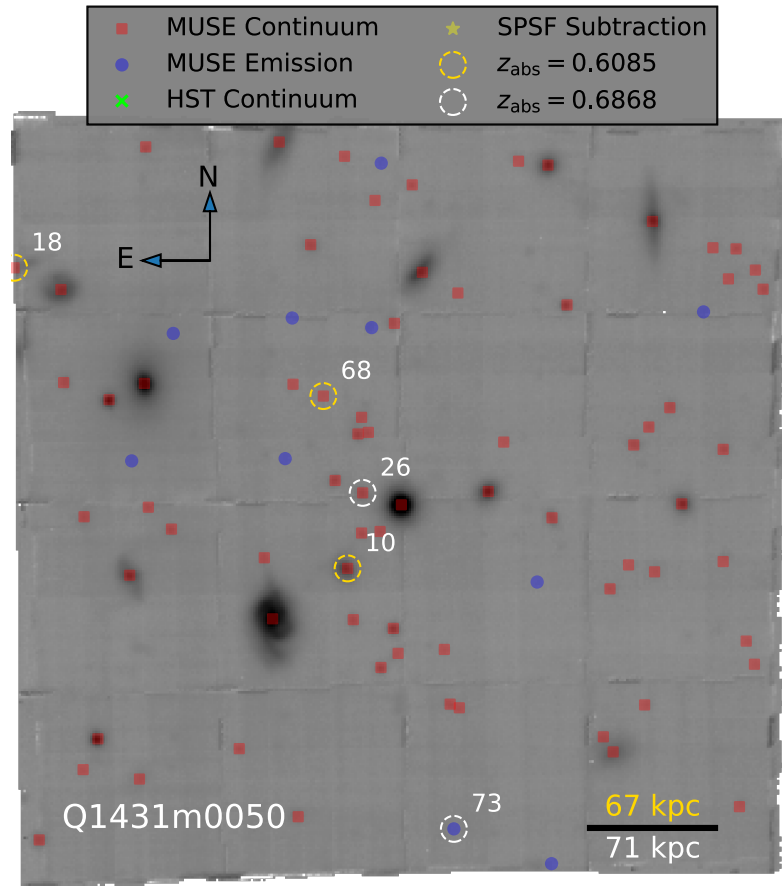 MUSE Continuum
MUSE Emission
HST Continuum
SPSF Subtraction
z_abs = 0.6085
z_abs = 0.6868
N
E
18
68
26
10
73
Q1431m0050
67 kpc
71 kpc